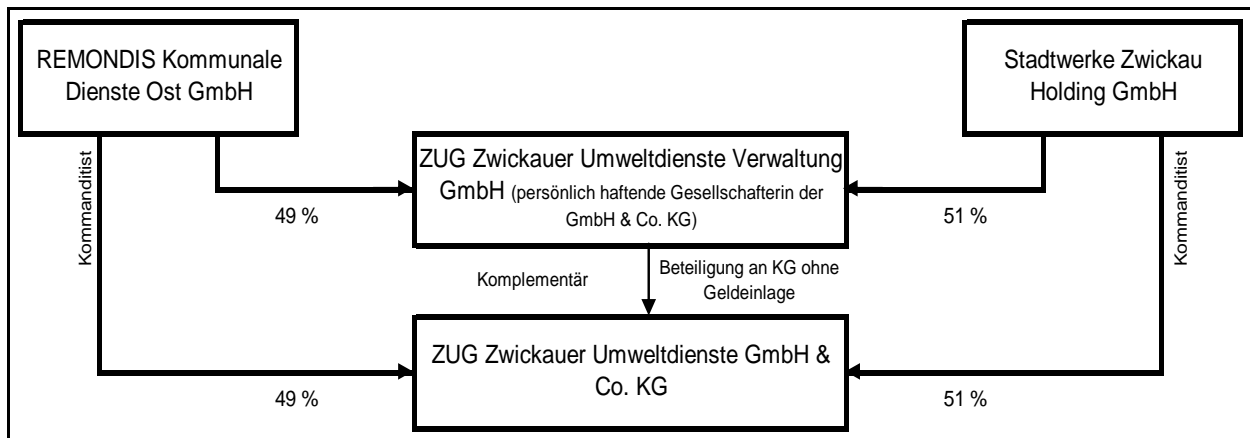 REMONDIS Kommunale
Dienste Ost GmbH
Stadtwerke Zwickau
Holding GmbH
Kommanditist
Kommanditist
ZUG Zwickauer Umweltdienste Verwaltung
GmbH (persönlich haftende Gesellschafterin der
GmbH & Co. KG)
49 %
51 %
Komplementär
Beteiligung an KG ohne
Geldeinlage
ZUG Zwickauer Umweltdienste GmbH &
Co. KG
49 %
51 %